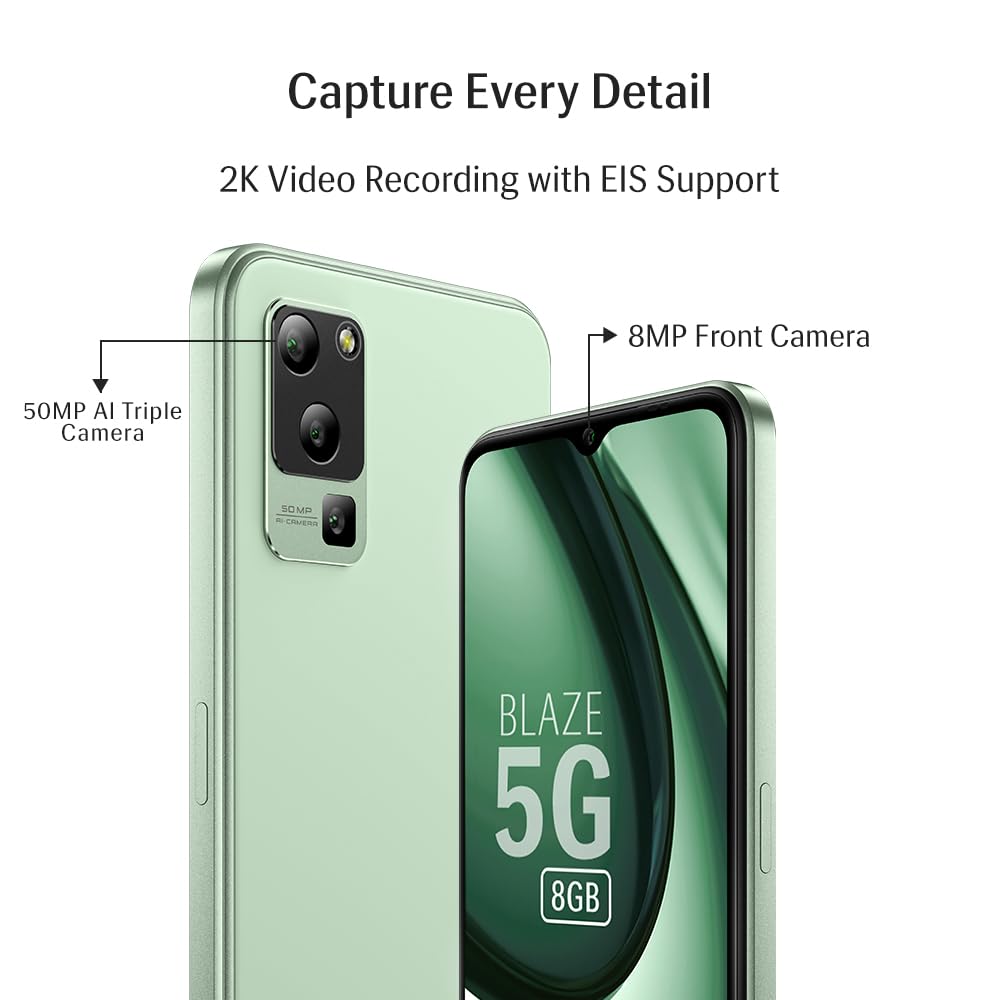 Capture Every Detail
2K Video Recording with EIS Support
8MP Front Camera
50MP AI Triple
Camera
50MP
AI-CAMERA
BLAZE
5G
8GB